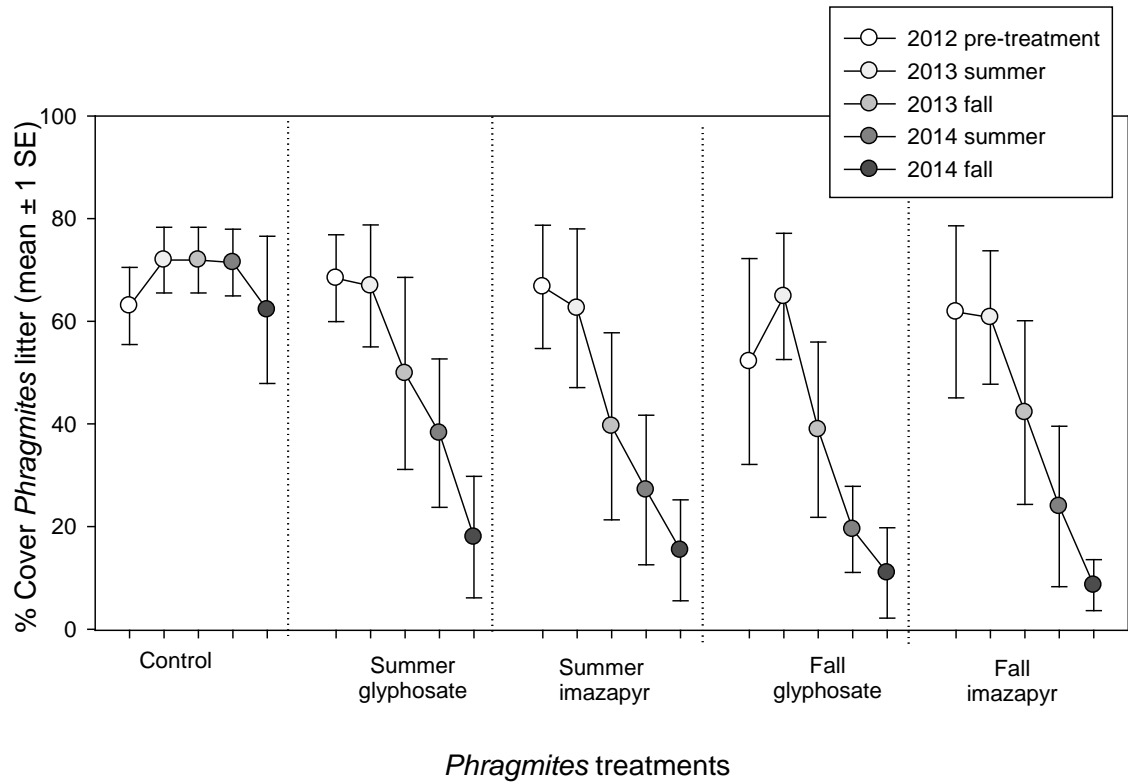 2012 pre-treatment
2013 summer
2013 fall
2014 summer
2014 fall
% Cover Phragmites litter (mean ± 1 SE)
100
80
60
40
20
0
Control
Summer
glyphosate
Summer
imazapyr
Fall
glyphosate
Fall
imazapyr
Phragmites treatments